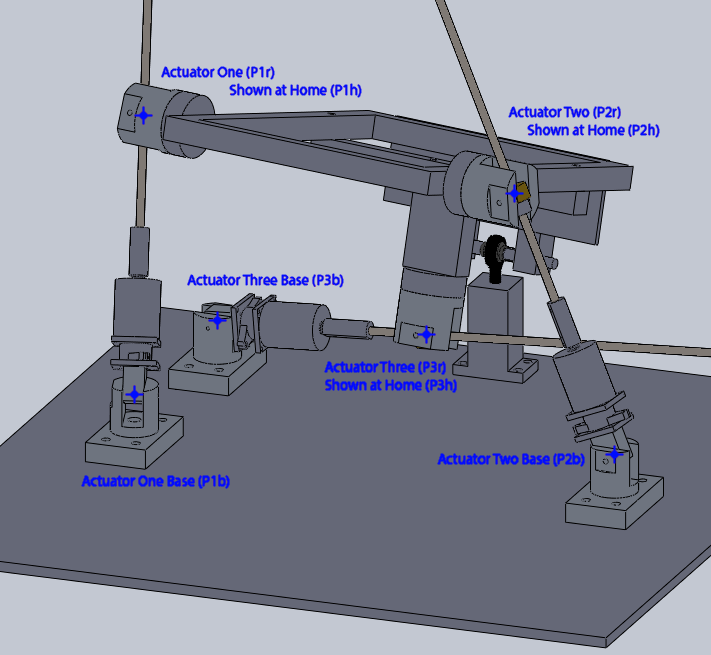 Actuator One (P1r)
Shown at Home (P1h)
Actuator Two (P2r)
Shown at Home (P2h)
Actuator Three Base (P3b)
Actuator Three (P3r)
Shown at Home (P3h)
Actuator Two Base (P2b)
Actuator One Base (P1b)